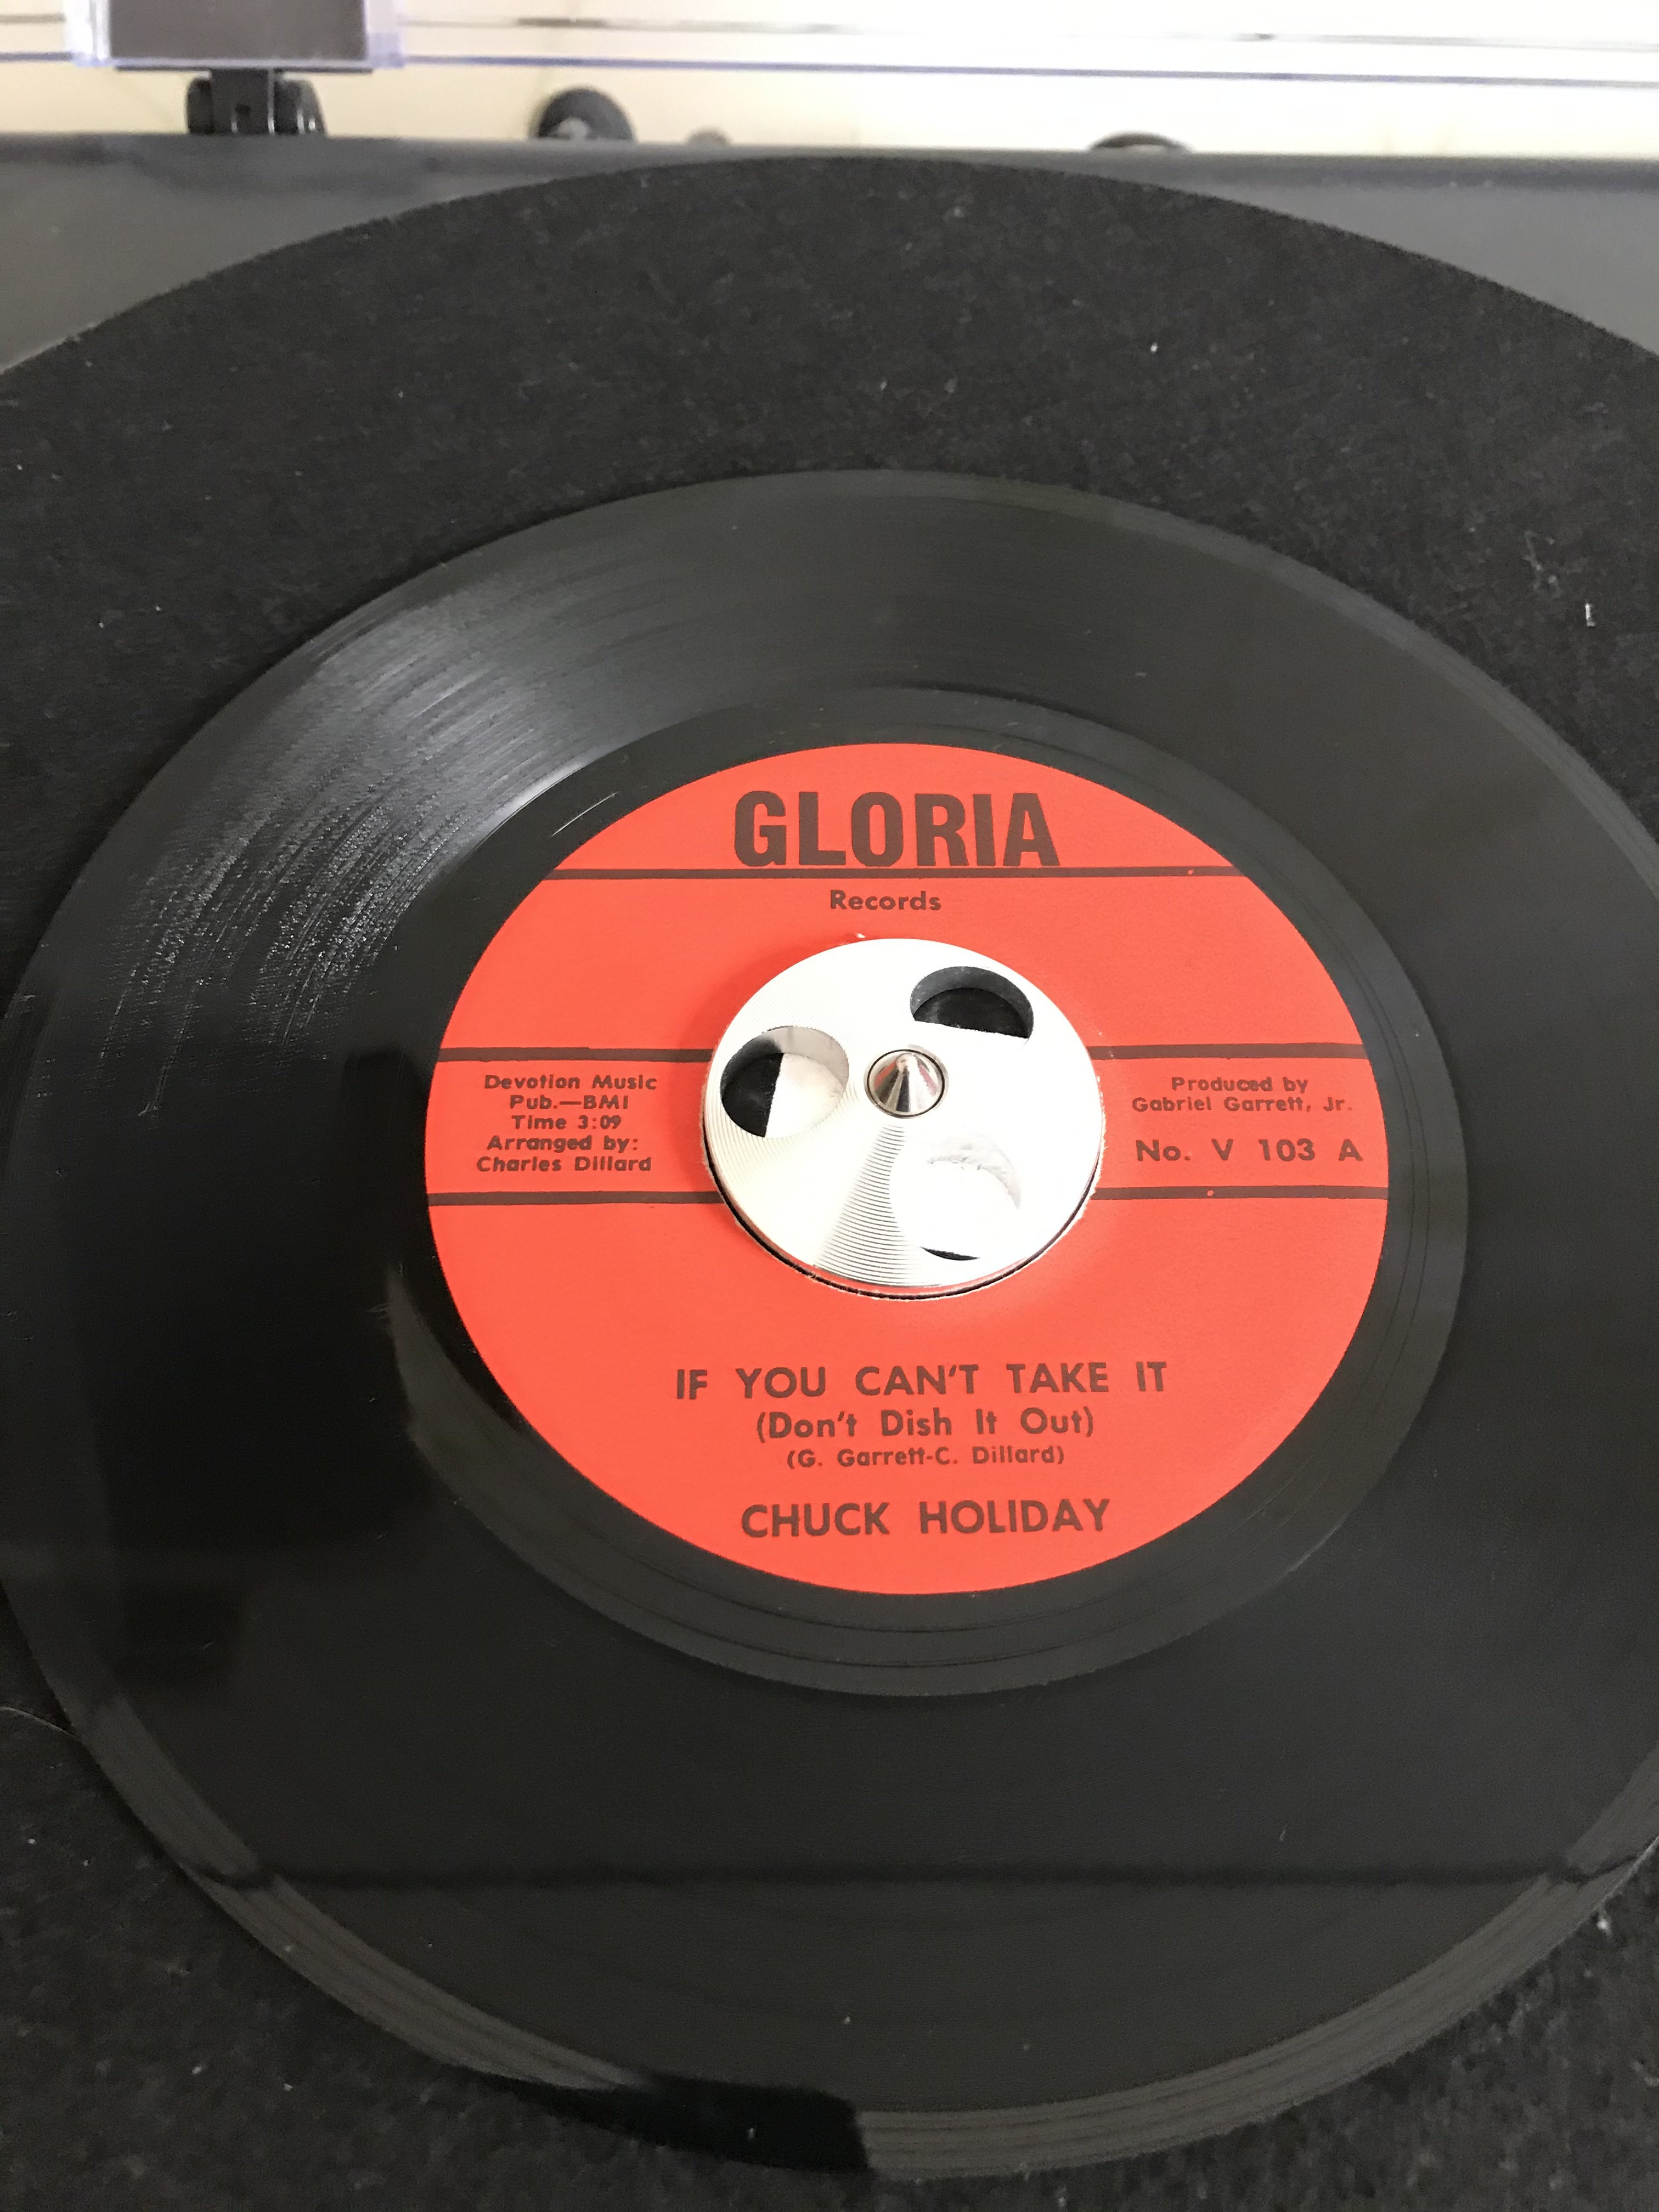 GLORIA
Records
Devotion Music
Pub.—BMI
Time 3:09
Arranged by:
Charles Dillard
Produced by
Gabriel Garrett, Jr.
No. V 103 A
IF YOU CAN'T TAKE IT
(Don't Dish It Out)
(G. Garrett-C. Dillard)
CHUCK HOLIDAY